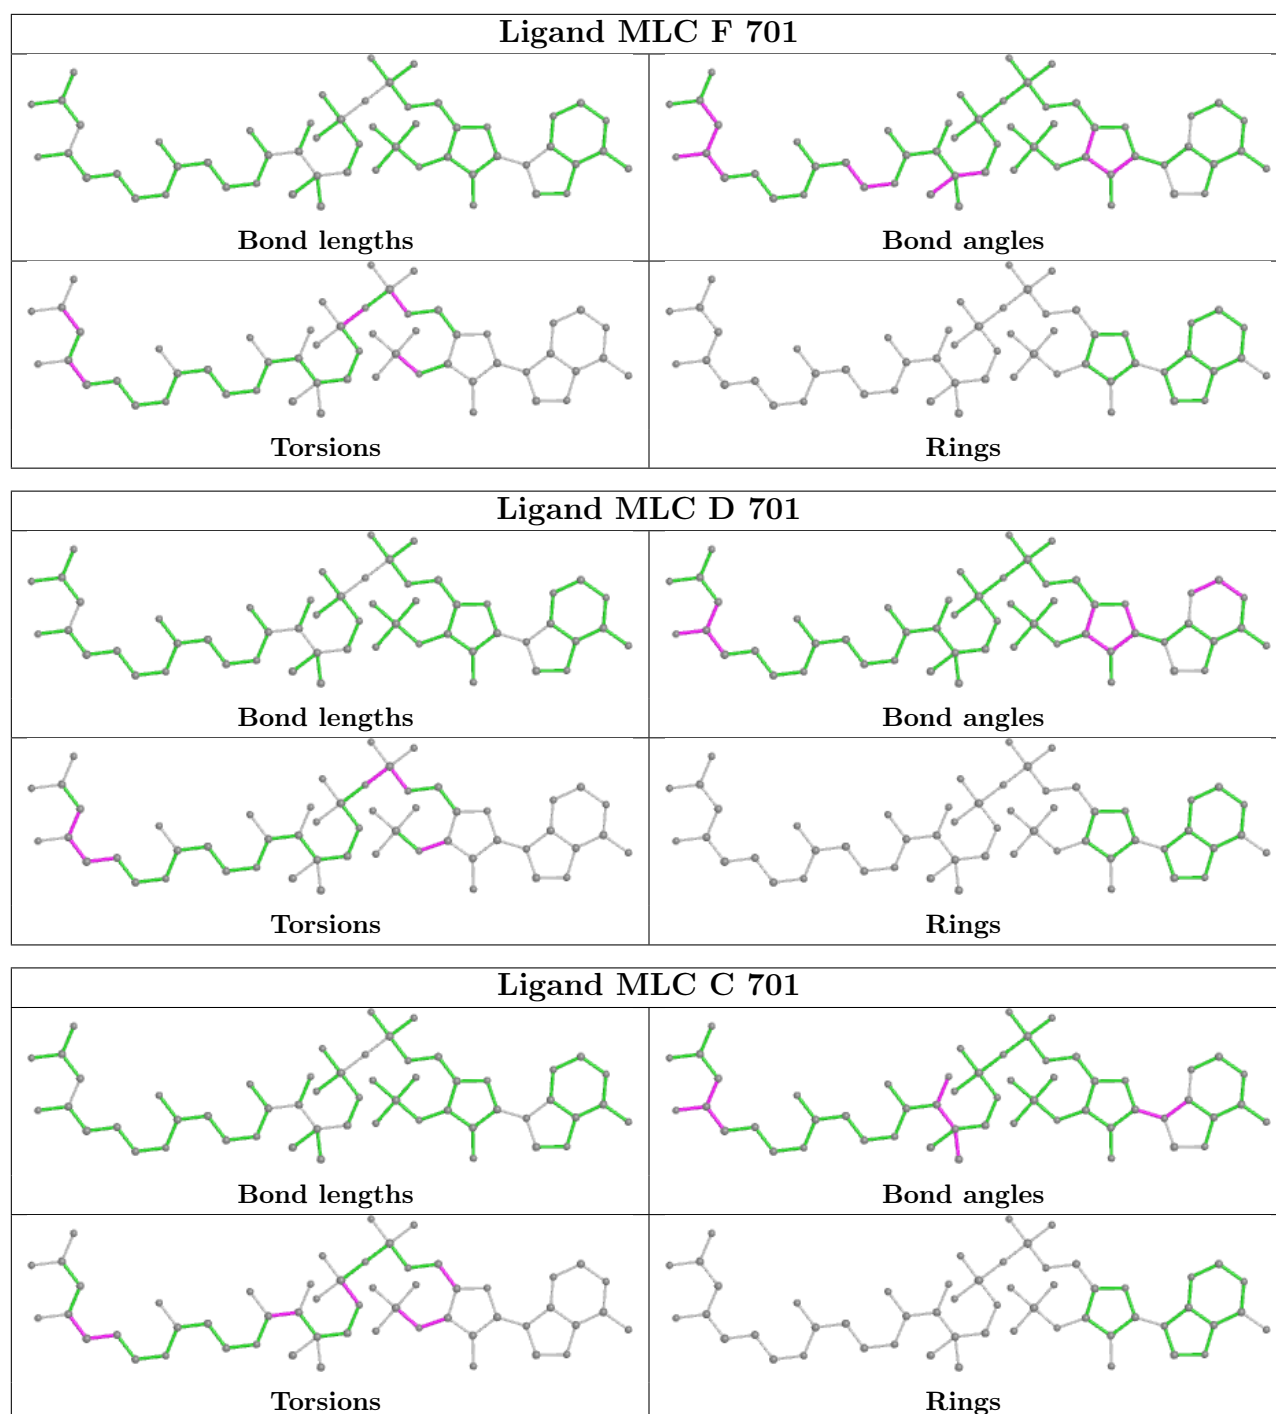 Ligand MLC F 701
Bond lengths
Bond angles
Torsions
Rings
Ligand MLC D 701
Bond lengths
Bond angles
Torsions
Rings
Ligand MLC C 701
Bond lengths
Bond angles
Torsions
Rings